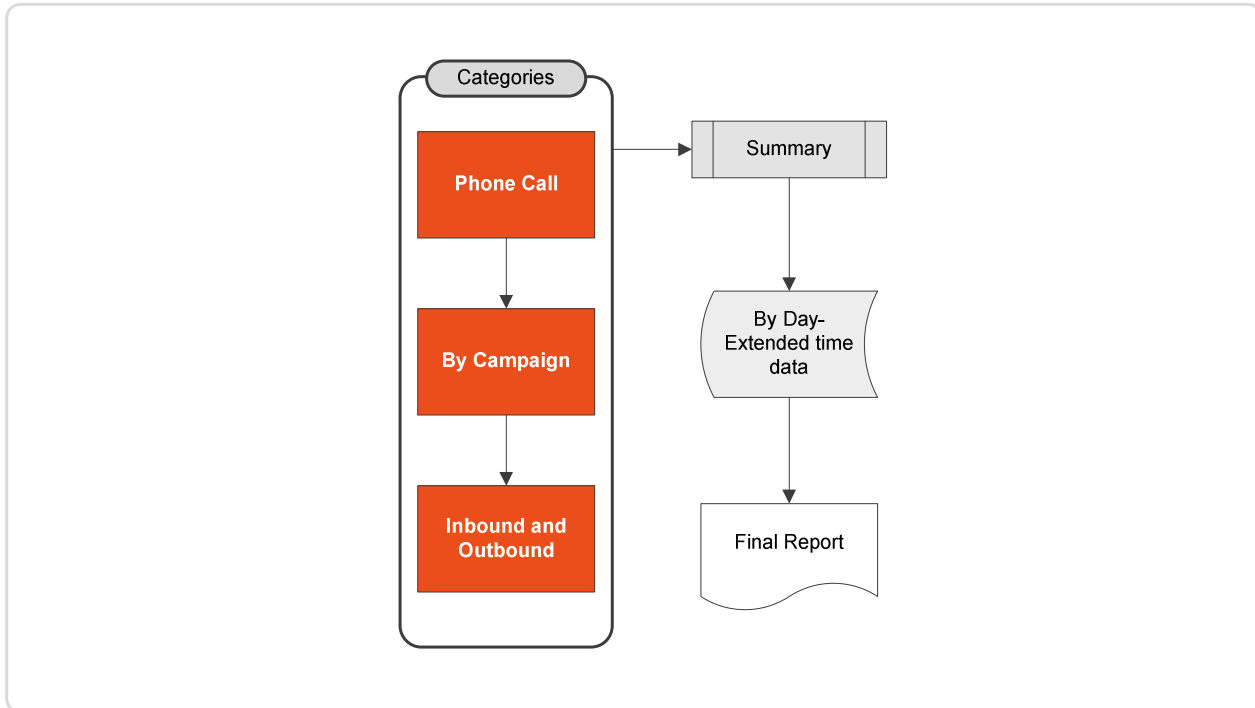 Categories
Phone Call
By Campaign
Inbound and
Outbound
Summary
By Day-
Extended time
data
Final Report